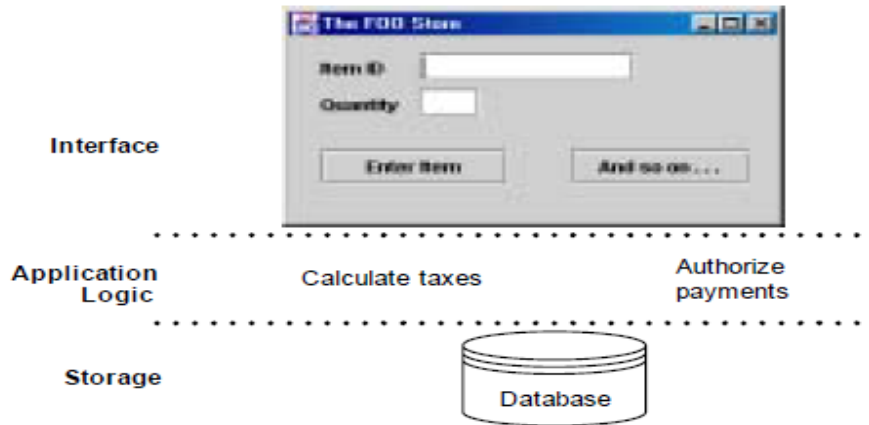 The FOO Store
Item ID
Quantity
Interface
Enter Item
And so on...
Application
Logic
Calculate taxes
Authorize
payments
Storage
Database